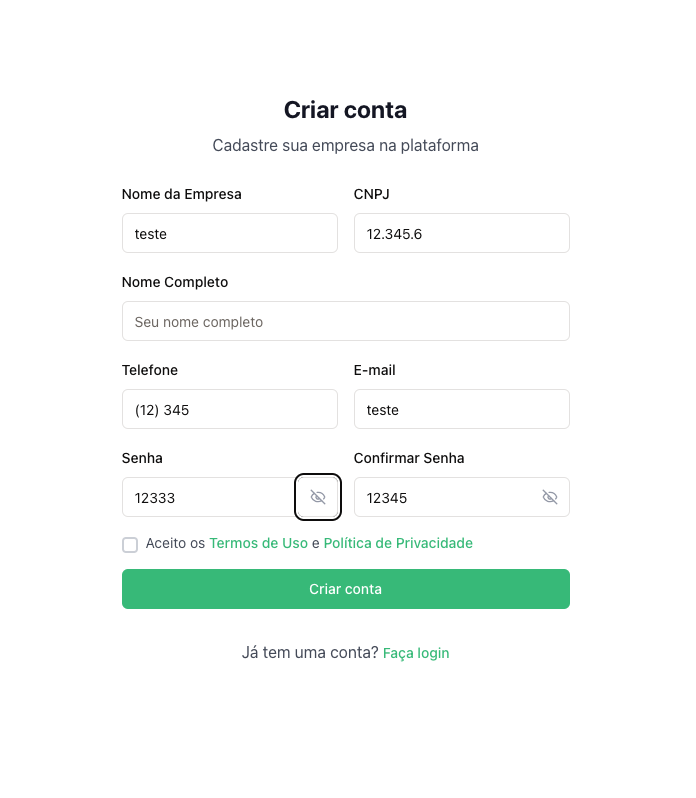 Criar conta
Cadastre sua empresa na plataforma
Nome da Empresa
CNPJ
teste
12.345.6
Nome Completo
Seu nome completo
Telefone
E-mail
(12) 345
teste
Senha
Confirmar Senha
12333
12345
Aceito os Termos de Uso e Política de Privacidade
Criar conta
Já tem uma conta? Faça login